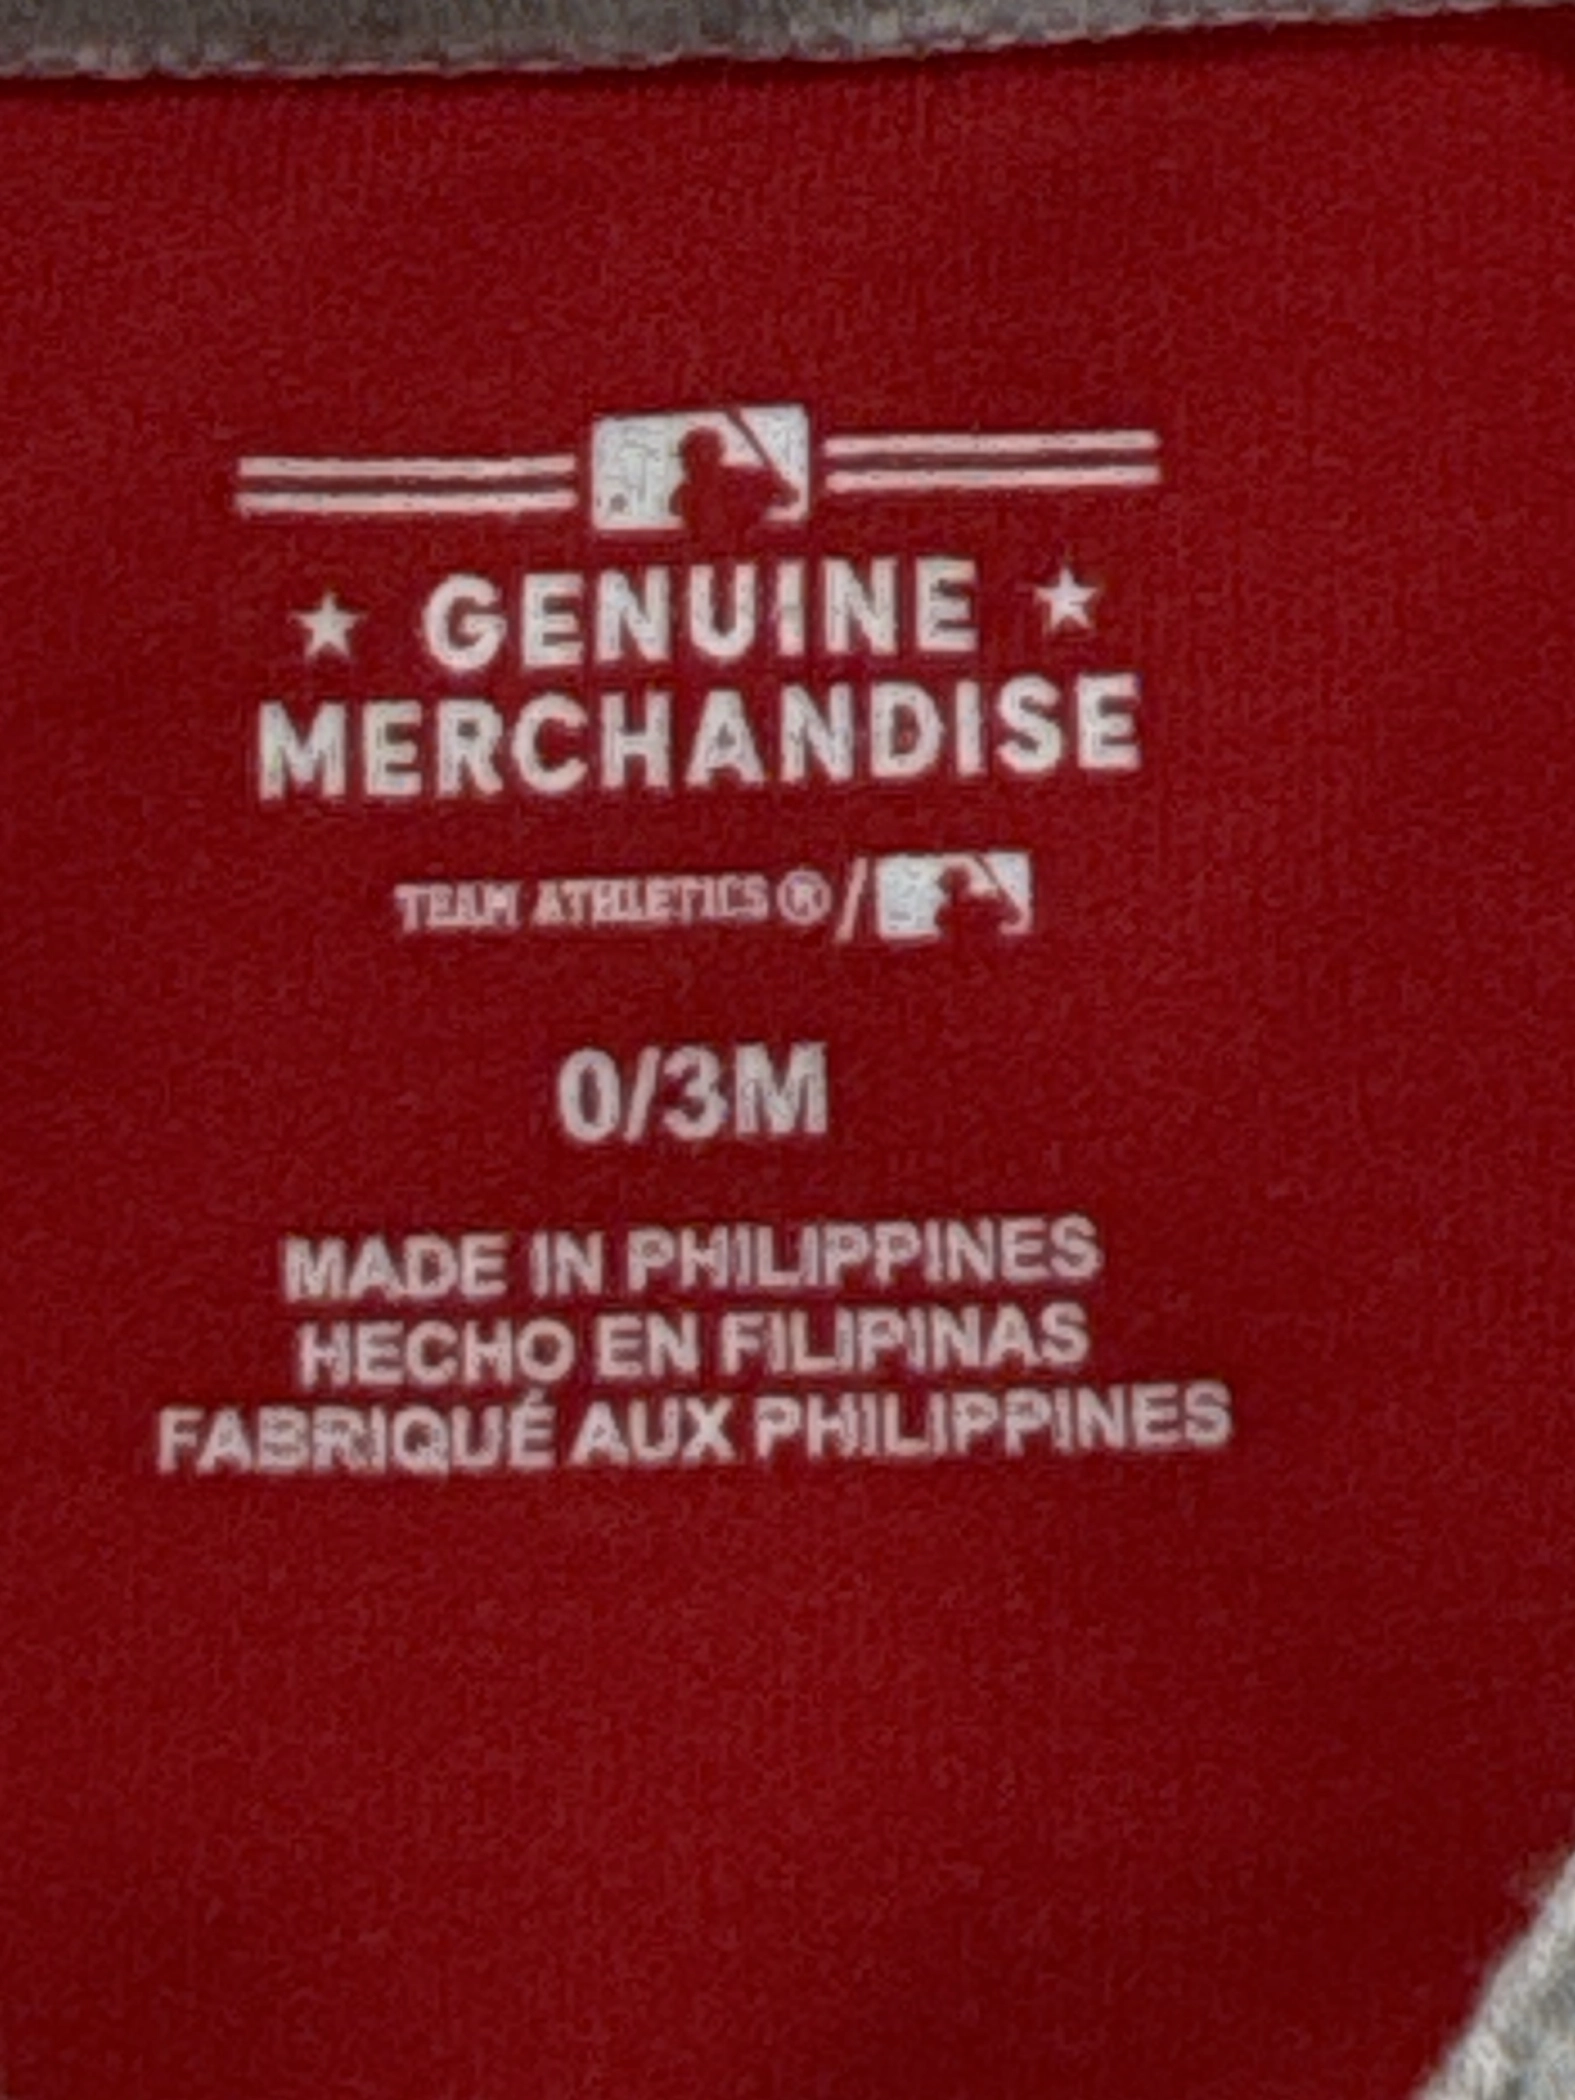 GENUINE
MERCHANDISE
TEAM ATHLETICS ® /
0/3M
MADE IN PHILIPPINES
HECHO EN FILIPINAS
FABRIQUÉ AUX PHILIPPINES